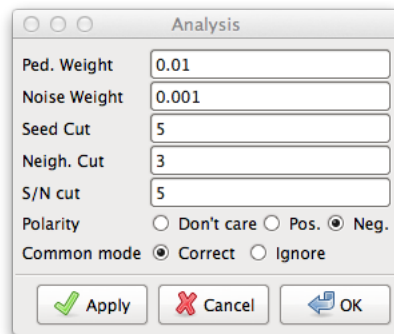 Analysis
Ped. Weight 0.01
Noise Weight 0.001
Seed Cut 5
Neigh. Cut 3
S/N cut 5
Polarity Don't care Pos. Neg.
Common mode Correct Ignore
Apply Cancel OK